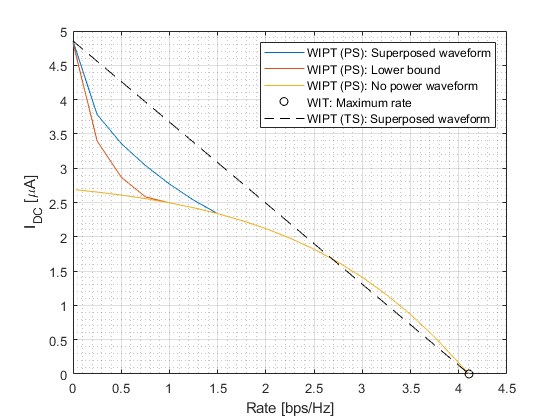 5
4.5
4
3.5
3
2.5
2
1.5
1
0.5
0
I_DC [μA]
WIPT (PS): Superposed waveform
WIPT (PS): Lower bound
WIPT (PS): No power waveform
WIT: Maximum rate
WIPT (TS): Superposed waveform
0 0.5 1 1.5 2 2.5 3 3.5 4 4.5
Rate [bps/Hz]